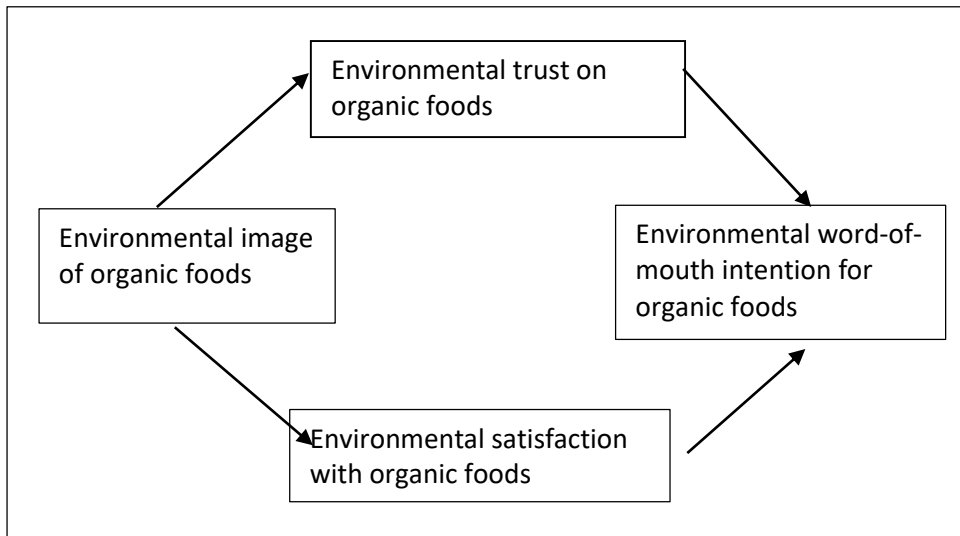 Environmental trust on
organic foods
Environmental image
of organic foods
Environmental word-of-
mouth intention for
organic foods
Environmental satisfaction
with organic foods